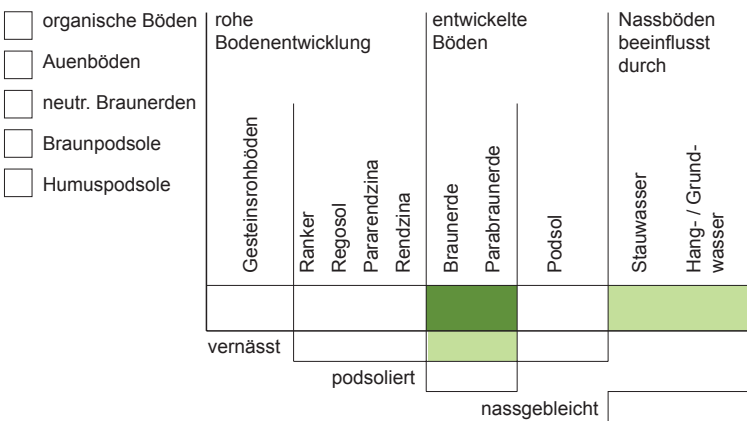 organische Böden
Auenböden
neutr. Braunerden
Braunpodsole
Humuspodsole
rohe
Bodenentwicklung
entwickelte
Böden
Nassböden
beeinflusst
durch
Gesteinsrohböden
Ranker
Regosol
Pararendzina
Rendzina
Braunerde
Parabraunerde
Podsol
Stauwasser
Hang- / Grund-
wasser
vernässt
podsoliert
nassgebleicht